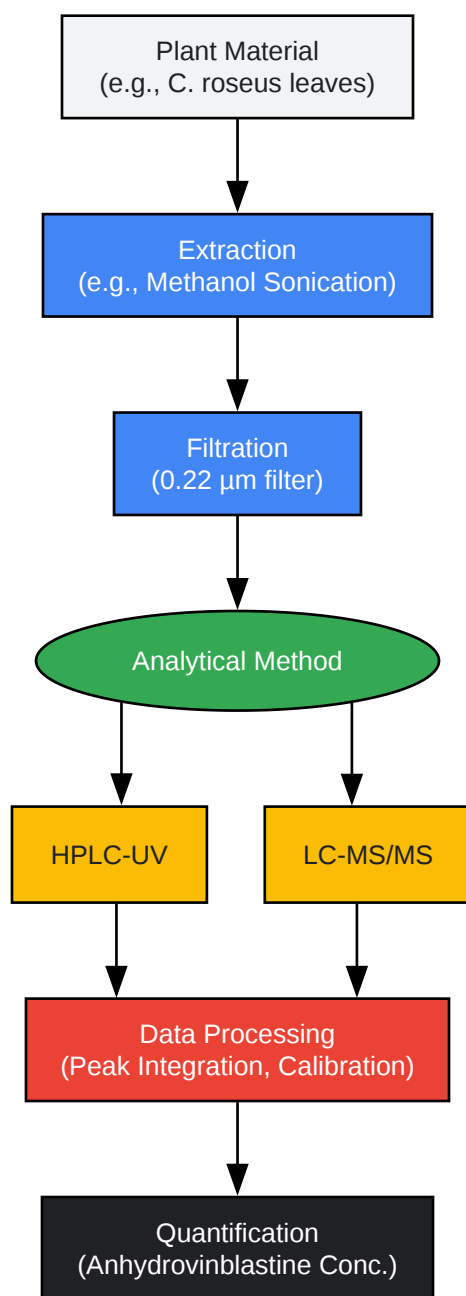 Plant Material
(e.g., C. roseus leaves)
Extraction
(e.g., Methanol Sonication)
Filtration
(0.22 µm filter)
Analytical Method
HPLC-UV
LC-MS/MS
Data Processing
(Peak Integration, Calibration)
Quantification
(Anhydrovinblastine Conc.)